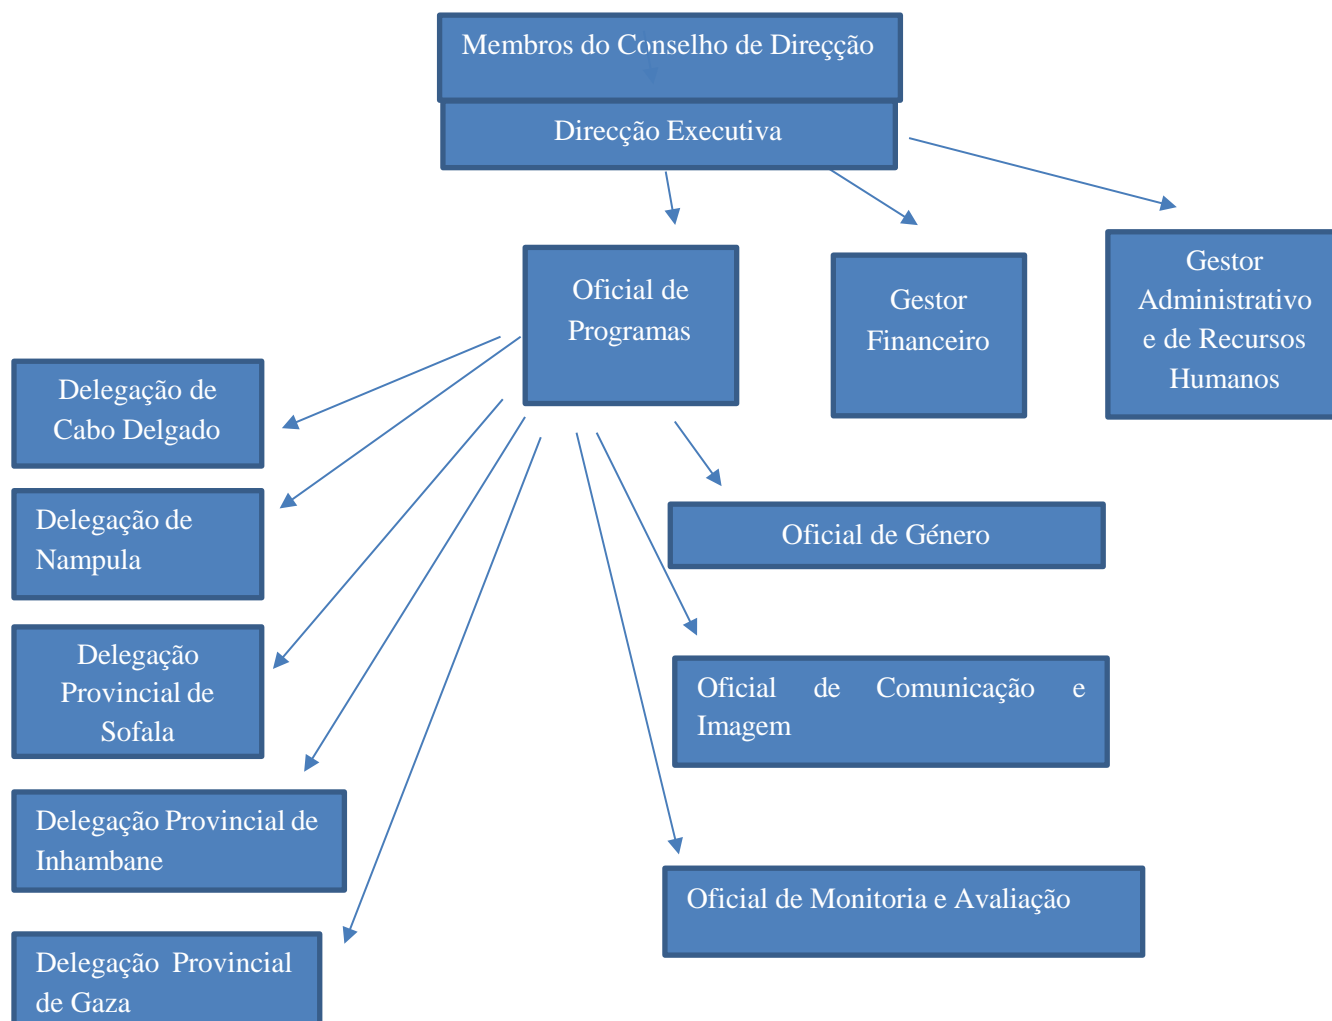 Membros do Conselho de Direçção
Direcção Executiva
Oficial de
Programas
Gestor
Financeiro
Gestor
Administrativo
e de Recursos
Humanos
Delegação de
Cabo Delgado
Delegação de
Nampula
Delegação
Provincial de
Sofala
Delegação Provincial de
Inhambane
Delegação Provincial
de Gaza
Oficial de Género
Oficial de Comunicação e
Imagem
Oficial de Monitoria e Avaliação